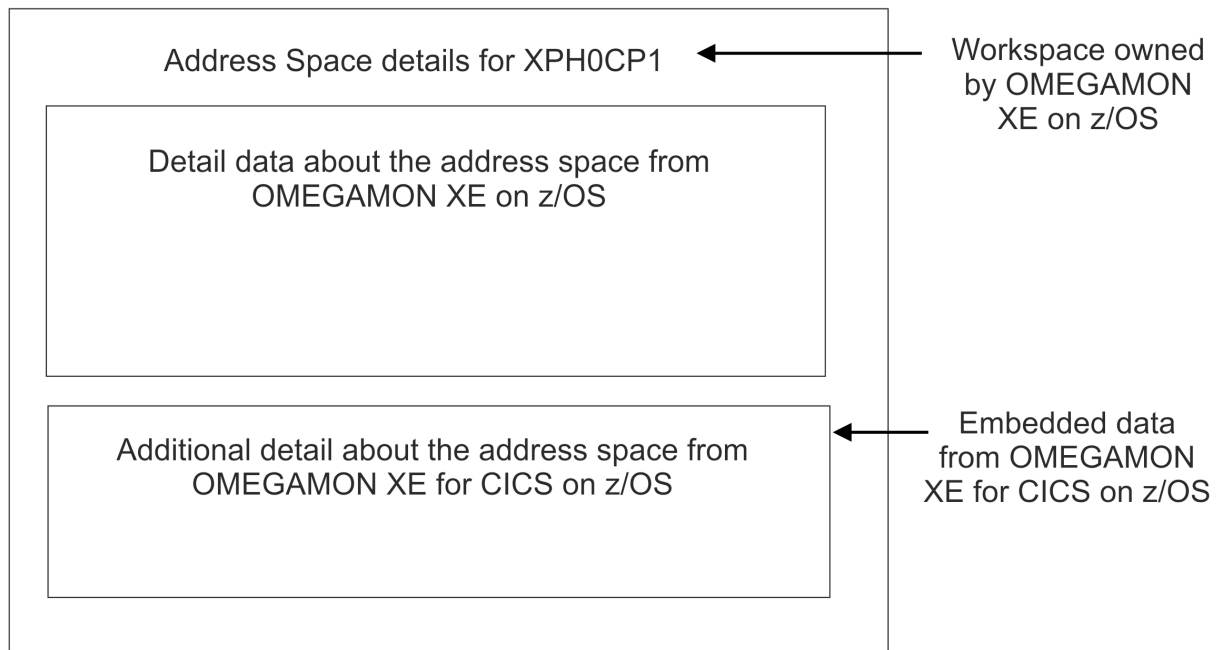 Address Space details for XPH0CP1
Workspace owned
by OMEGAMON
XE on z/OS
Detail data about the address space from
OMEGAMON XE on z/OS
Additional detail about the address space from
OMEGAMON XE for CICS on z/OS
Embedded data
from OMEGAMON
XE for CICS on z/OS